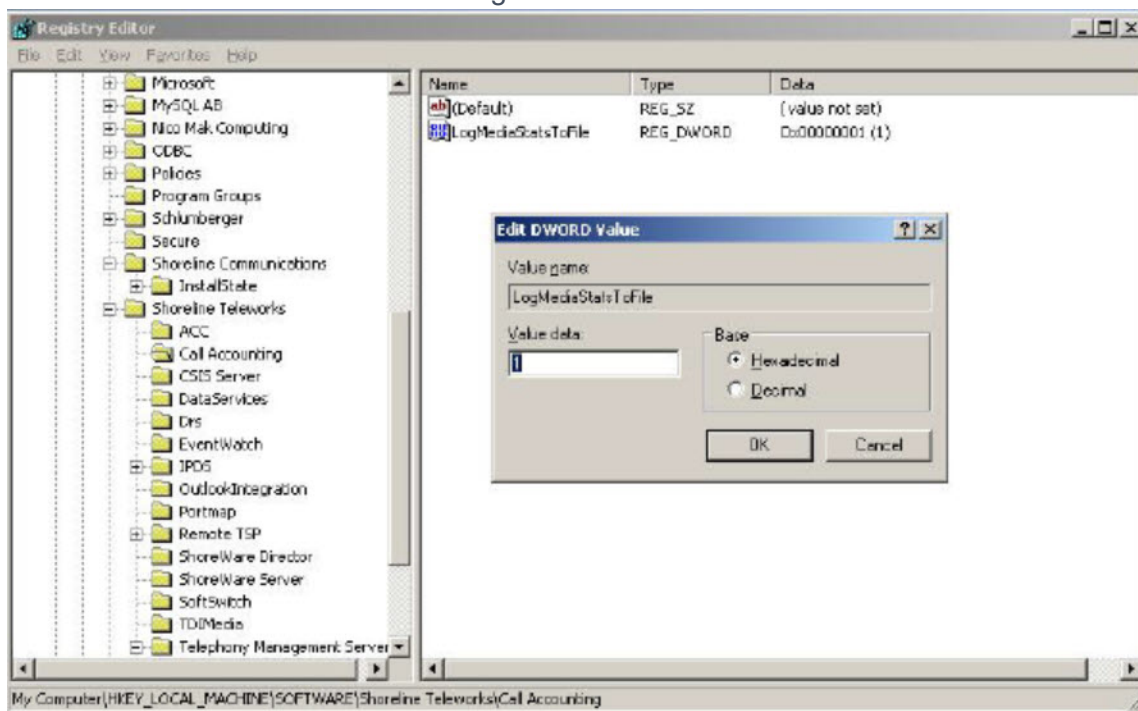 Registry Editor
File Edit View Favorites Help
Microsoft
MySQL AB
Nico Mak Computing
ODBC
Policies
Program Groups
Schlumberger
Secure
Shoreline Communications
InstallState
Shoreline Teleworks
ACC
Call Accounting
CSIS Server
DataServices
Drs
EventWatch
IPDS
OutlookIntegration
Portmap
Remote TSP
ShoreWare Director
ShoreWare Server
SoftSwitch
TDIMedia
Telephony Management Server
Name Type Data
(Default) REG_SZ (value not set)
LogMediaStatsToFile REG_DWORD 0x00000001 (1)
Edit DWORD Value
Value name:
LogMediaStatsToFile
Value data:
1
Base
Hexadecimal
Decimal
OK Cancel
My Computer\HKEY_LOCAL_MACHINE\SOFTWARE\Shoreline Teleworks\Call Accounting